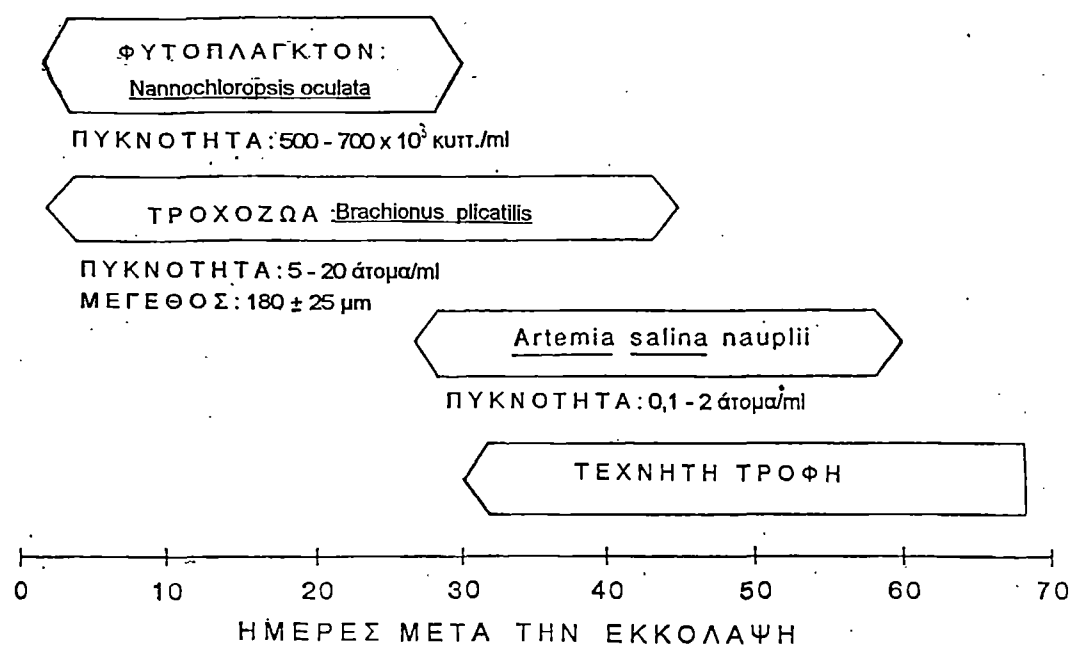 ΦΥΤΟΠΛΑΓΚΤΟΝ:
Nannochloropsis oculata
ΠΥΚΝΟΤΗΤΑ: 500 - 700 x 10³ κυττ./ml
ΤΡΟΧΟΖΩΑ :Brachionus plicatilis
ΠΥΚΝΟΤΗΤΑ: 5 - 20 άτομα/ml
ΜΕΓΕΘΟΣ: 180 ± 25 μm
Artemia salina nauplii
ΠΥΚΝΟΤΗΤΑ: 0,1 - 2 άτομα/ml
ΤΕΧΝΗΤΗ ΤΡΟΦΗ
0 10 20 30 40 50 60 70
ΗΜΕΡΕΣ ΜΕΤΑ ΤΗΝ ΕΚΚΟΛΑΨΗ